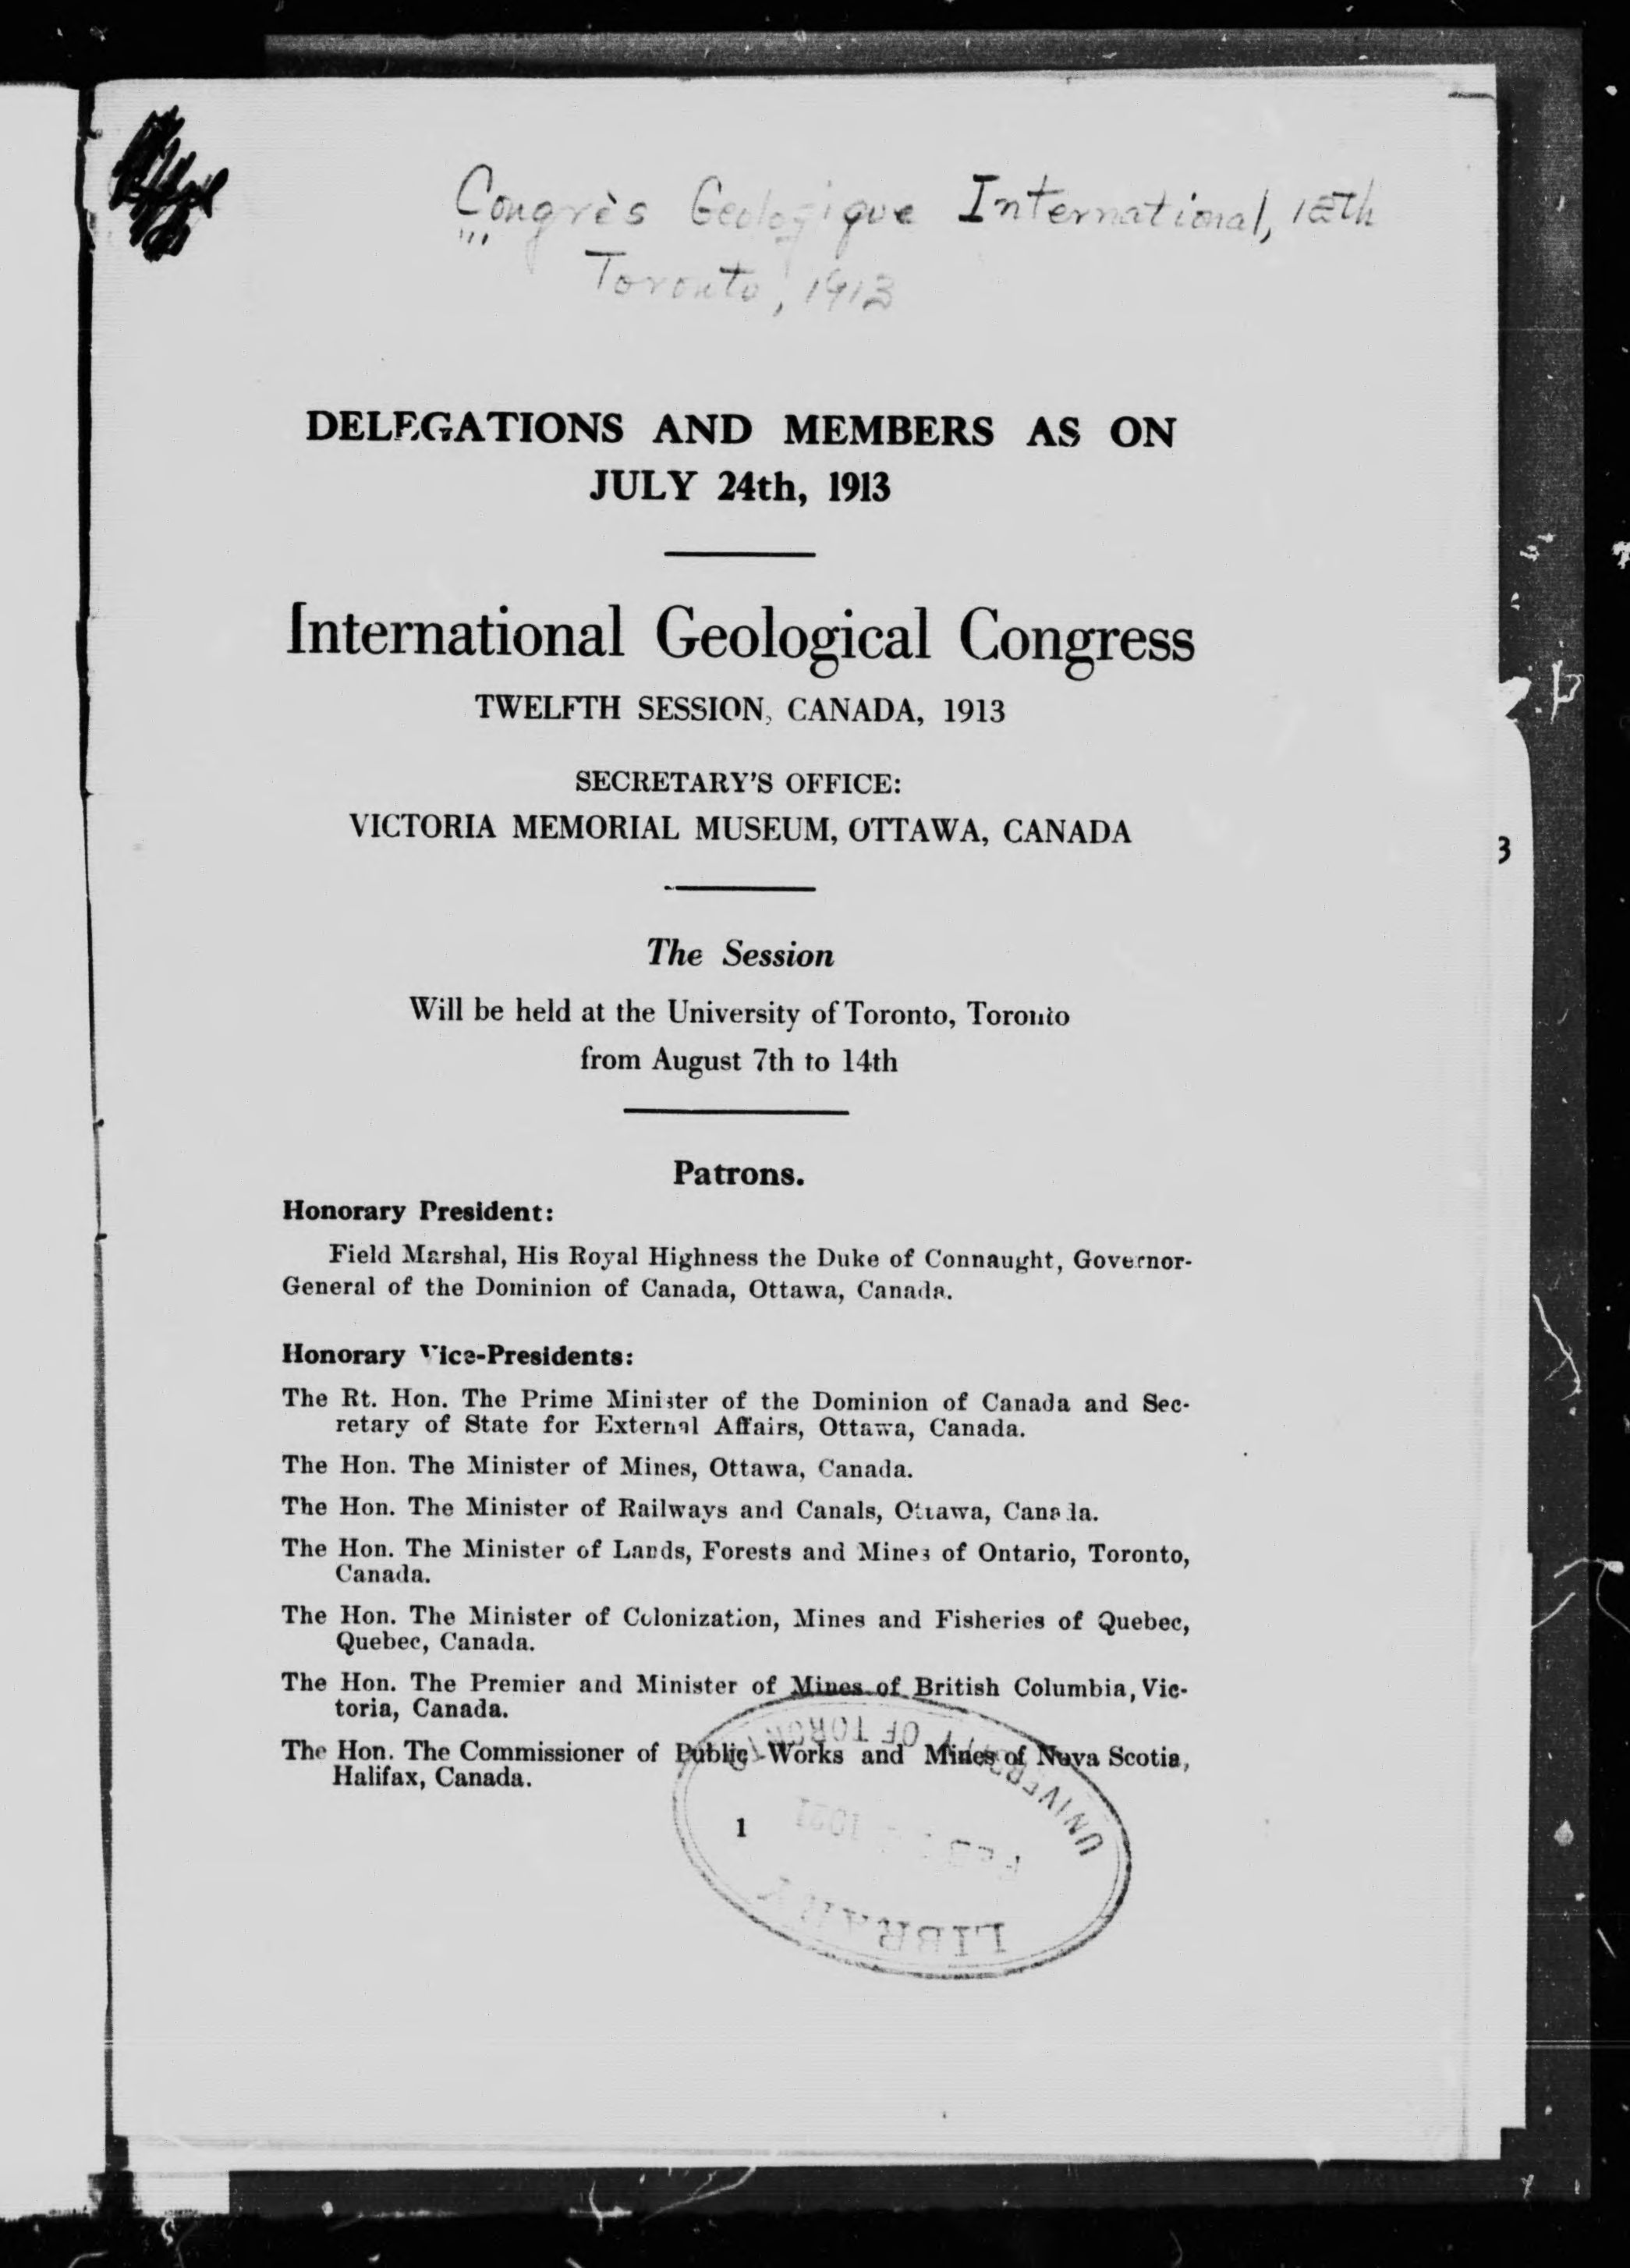 Congrès Geologique International, 12th
Toronto, 1913
DELEGATIONS AND MEMBERS AS ON
JULY 24th, 1913
International Geological Congress
TWELFTH SESSION, CANADA, 1913
SECRETARY'S OFFICE:
VICTORIA MEMORIAL MUSEUM, OTTAWA, CANADA
The Session
Will be held at the University of Toronto, Toronto
from August 7th to 14th
Patrons.
Honorary President:
Field Marshal, His Royal Highness the Duke of Connaught, Governor-
General of the Dominion of Canada, Ottawa, Canada.
Honorary Vice-Presidents:
The Rt. Hon. The Prime Minister of the Dominion of Canada and Sec-
retary of State for External Affairs, Ottawa, Canada.
The Hon. The Minister of Mines, Ottawa, Canada.
The Hon. The Minister of Railways and Canals, Ottawa, Canada.
The Hon. The Minister of Lands, Forests and Mines of Ontario, Toronto,
Canada.
The Hon. The Minister of Colonization, Mines and Fisheries of Quebec,
Quebec, Canada.
The Hon. The Premier and Minister of Mines of British Columbia, Vic-
toria, Canada.
The Hon. The Commissioner of Public Works and Mines of Nova Scotia,
Halifax, Canada.
1
UNIVERSITY OF TORONTO
LIBRARY
3